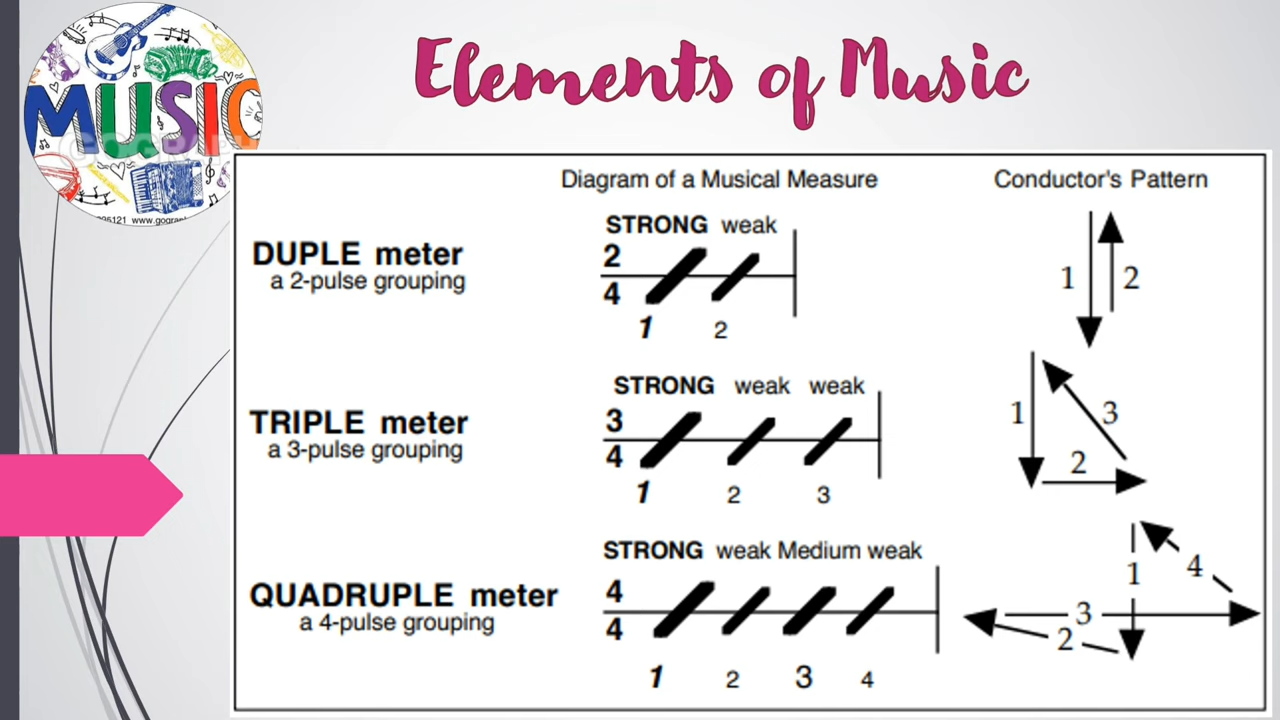 MUSIC
Elements of Music
Diagram of a Musical Measure
Conductor's Pattern
DUPLE meter
a 2-pulse grouping
STRONG weak
2
4
1 2
1 2
TRIPLE meter
a 3-pulse grouping
STRONG weak weak
3
4
1 2 3
1 3
2
QUADRUPLE meter
a 4-pulse grouping
STRONG weak Medium weak
4
4
1 2 3 4
1 4
3
2